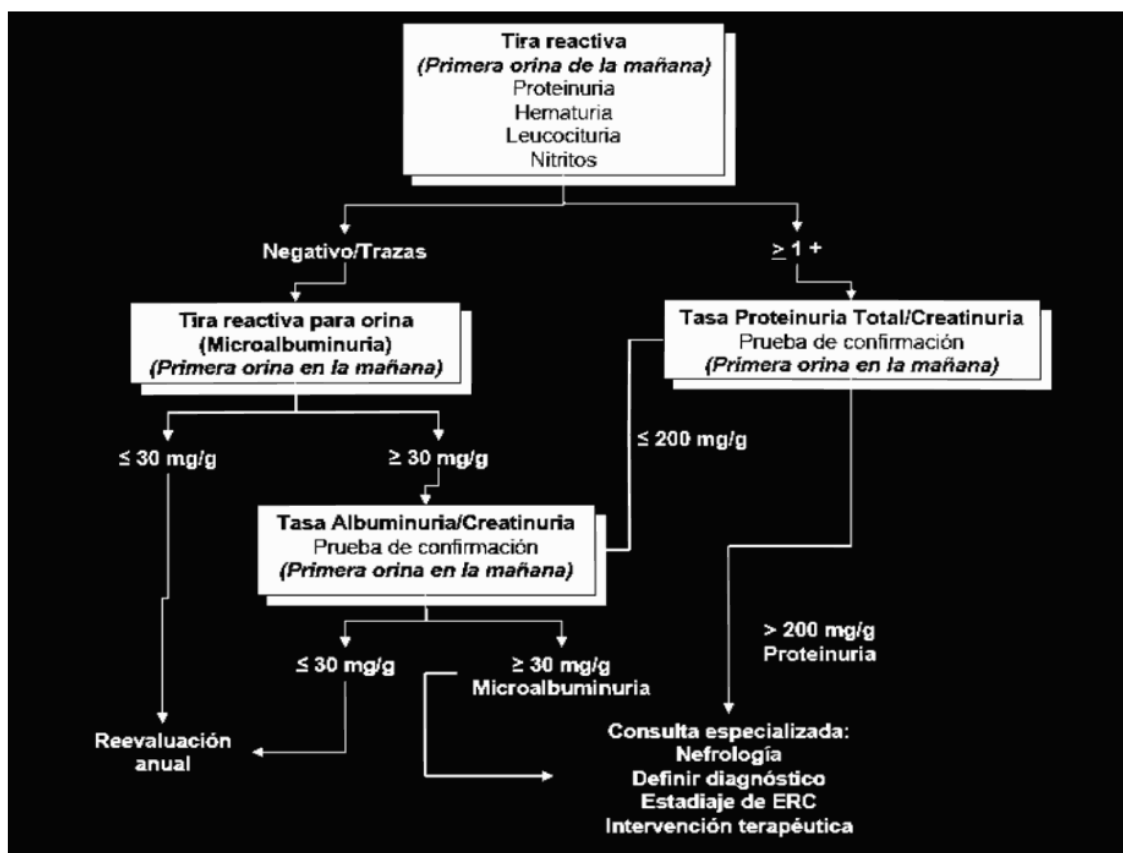 Tira reactiva
(Primera orina de la mañana)
Proteinuria
Hematuria
Leucocituria
Nitritos
Negativo/Trazas
≥ 1 +
Tira reactiva para orina
(Microalbuminuria)
(Primera orina en la mañana)
Tasa Proteinuria Total/Creatinuria
Prueba de confirmación
(Primera orina en la mañana)
≤ 30 mg/g
≥ 30 mg/g
≤ 200 mg/g
Tasa Albuminuria/Creatinuria
Prueba de confirmación
(Primera orina en la mañana)
> 200 mg/g
Proteinuria
≤ 30 mg/g
≥ 30 mg/g
Microalbuminuria
Reevaluación
anual
Consulta especializada:
Nefrología
Definir diagnóstico
Estadiaje de ERC
Intervención terapéutica